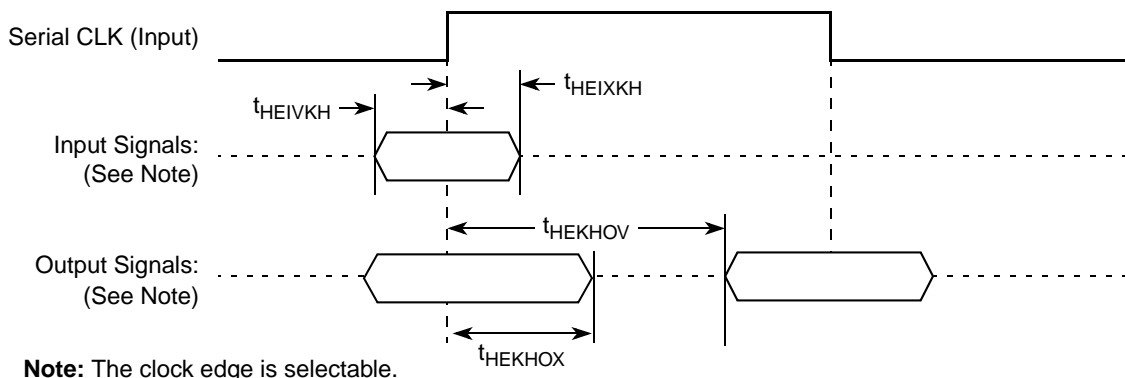 Serial CLK (Input)
tHEIXKH
tHEIVKH
Input Signals:
(See Note)
tHEKHOV
Output Signals:
(See Note)
tHEKHOX
Note: The clock edge is selectable.